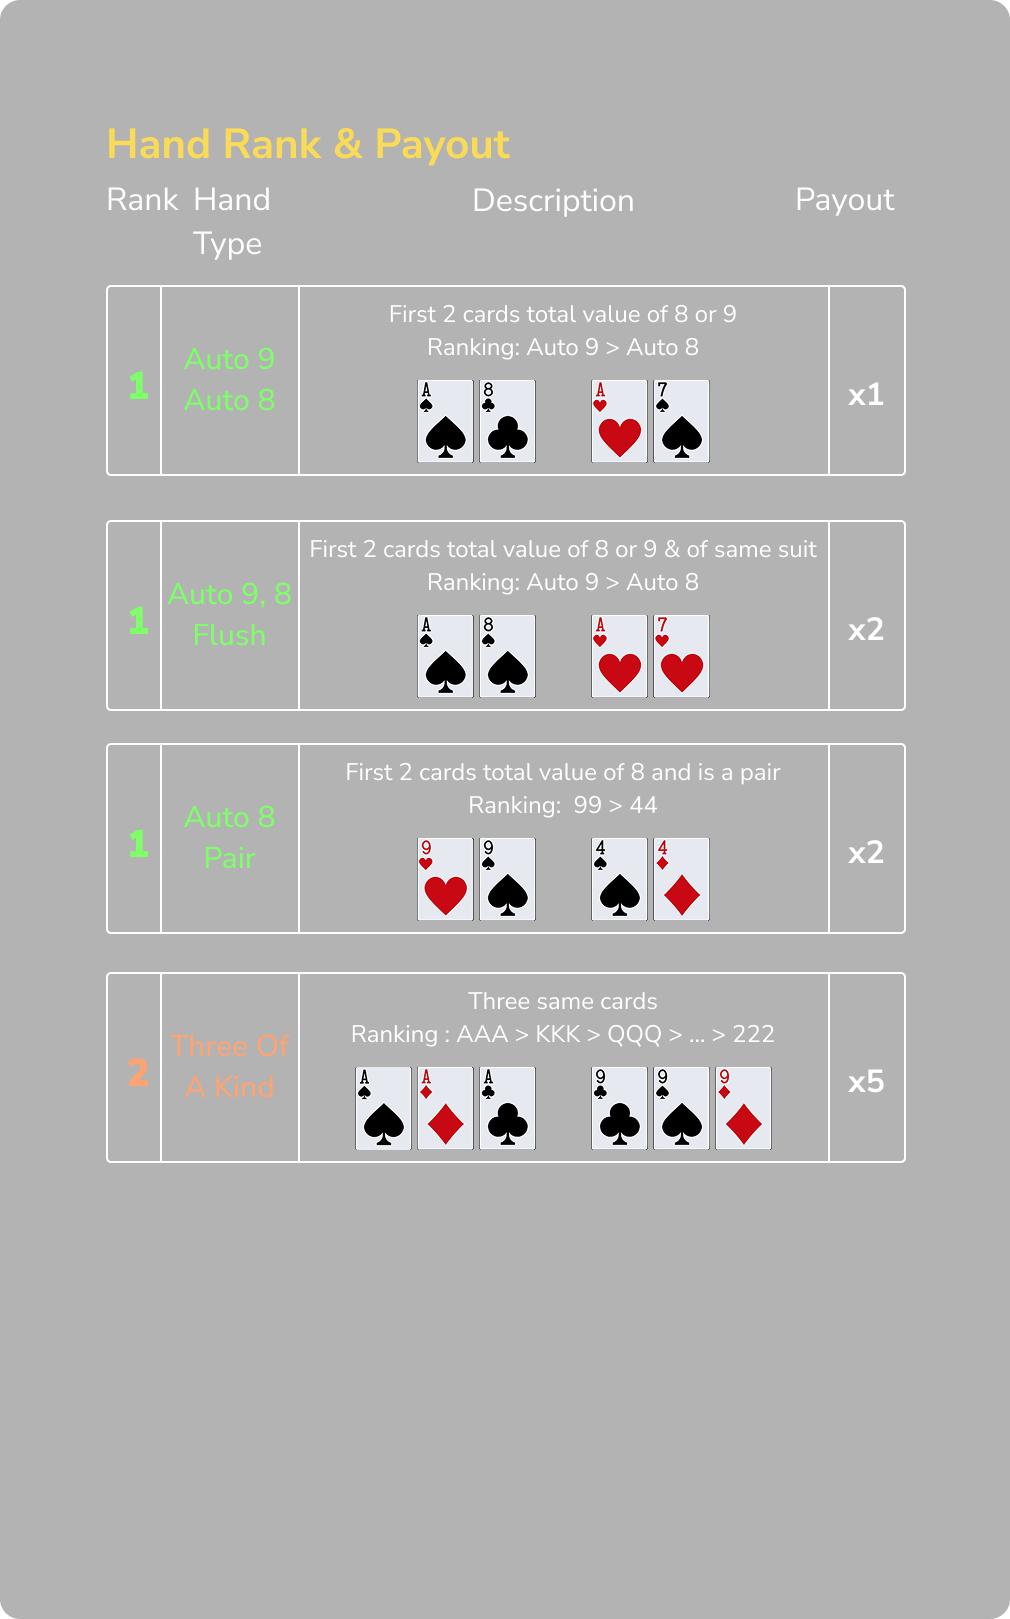 Hand Rank & Payout
Rank Hand Type Description Payout
1
Auto 9
Auto 8
First 2 cards total value of 8 or 9
Ranking: Auto 9 > Auto 8
A 8 A 7
x1
1
Auto 9, 8
Flush
First 2 cards total value of 8 or 9 & of same suit
Ranking: Auto 9 > Auto 8
A 8 A 7
x2
1
Auto 8
Pair
First 2 cards total value of 8 and is a pair
Ranking: 99 > 44
9 9 4 4
x2
2
Three Of
A Kind
Three same cards
Ranking : AAA > KKK > QQQ > ... > 222
A A A 9 9 9
x5